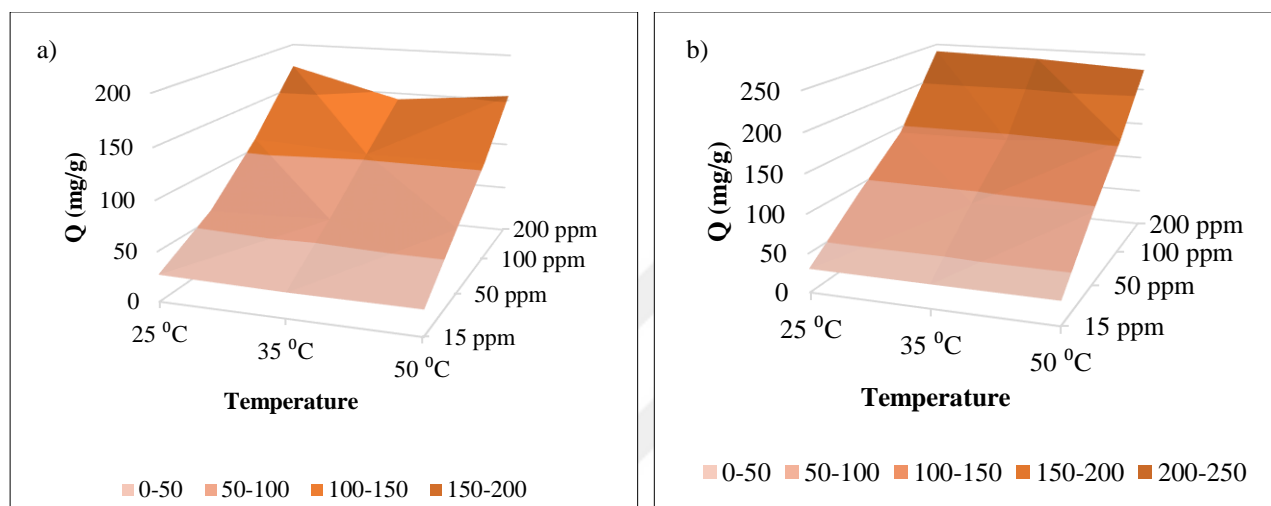 a)
Q (mg/g)
200
150
100
50
0
25 ⁰C
35 ⁰C
50 ⁰C
200 ppm
100 ppm
50 ppm
15 ppm
Temperature
0-50 50-100 100-150 150-200
b)
Q (mg/g)
250
200
150
100
50
0
25 ⁰C
35 ⁰C
50 ⁰C
200 ppm
100 ppm
50 ppm
15 ppm
Temperature
0-50 50-100 100-150 150-200 200-250